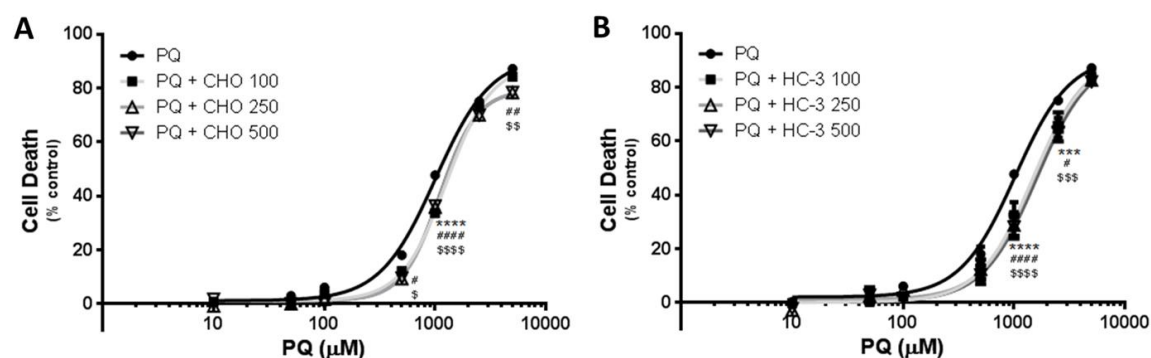 A
PQ
PQ + CHO 100
PQ + CHO 250
PQ + CHO 500
Cell Death
(% control)
100
80
60
40
20
0
##
$$
****
####
$$$$
#
$
10
100
1000
10000
PQ (µM)
B
PQ
PQ + HC-3 100
PQ + HC-3 250
PQ + HC-3 500
Cell Death
(% control)
100
80
60
40
20
0
***
#
$$$
****
####
$$$$
10
100
1000
10000
PQ (µM)